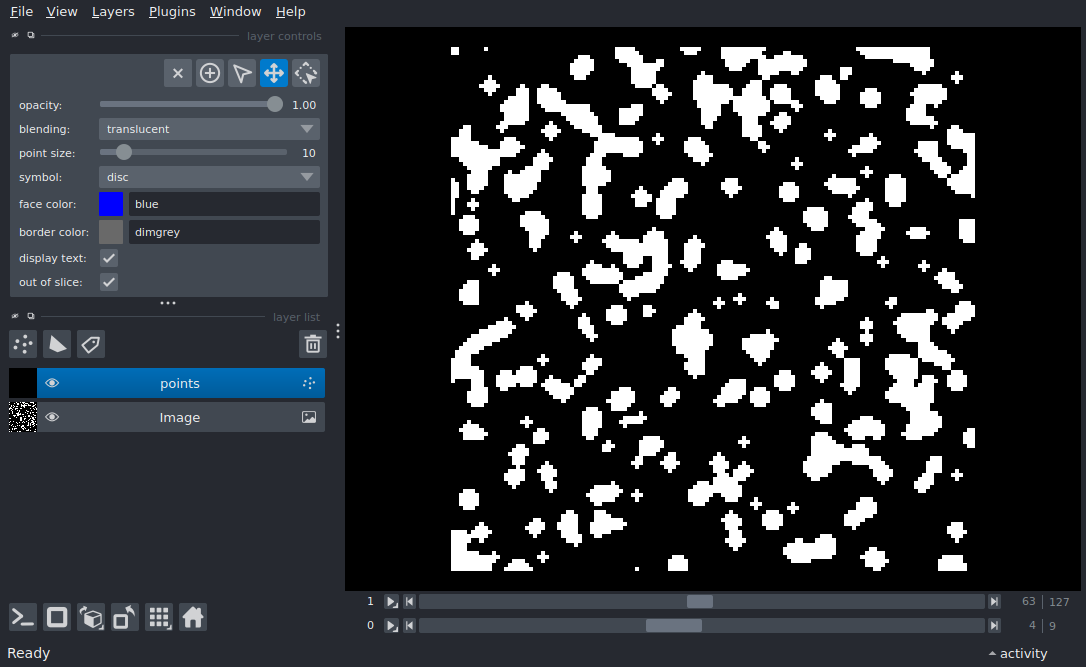 File View Layers Plugins Window Help
layer controls
opacity: 1.00
blending: translucent
point size: 10
symbol: disc
face color: blue
border color: dimgrey
display text:
out of slice:
layer list
points
Image
1 63 127
0 4 9
Ready activity